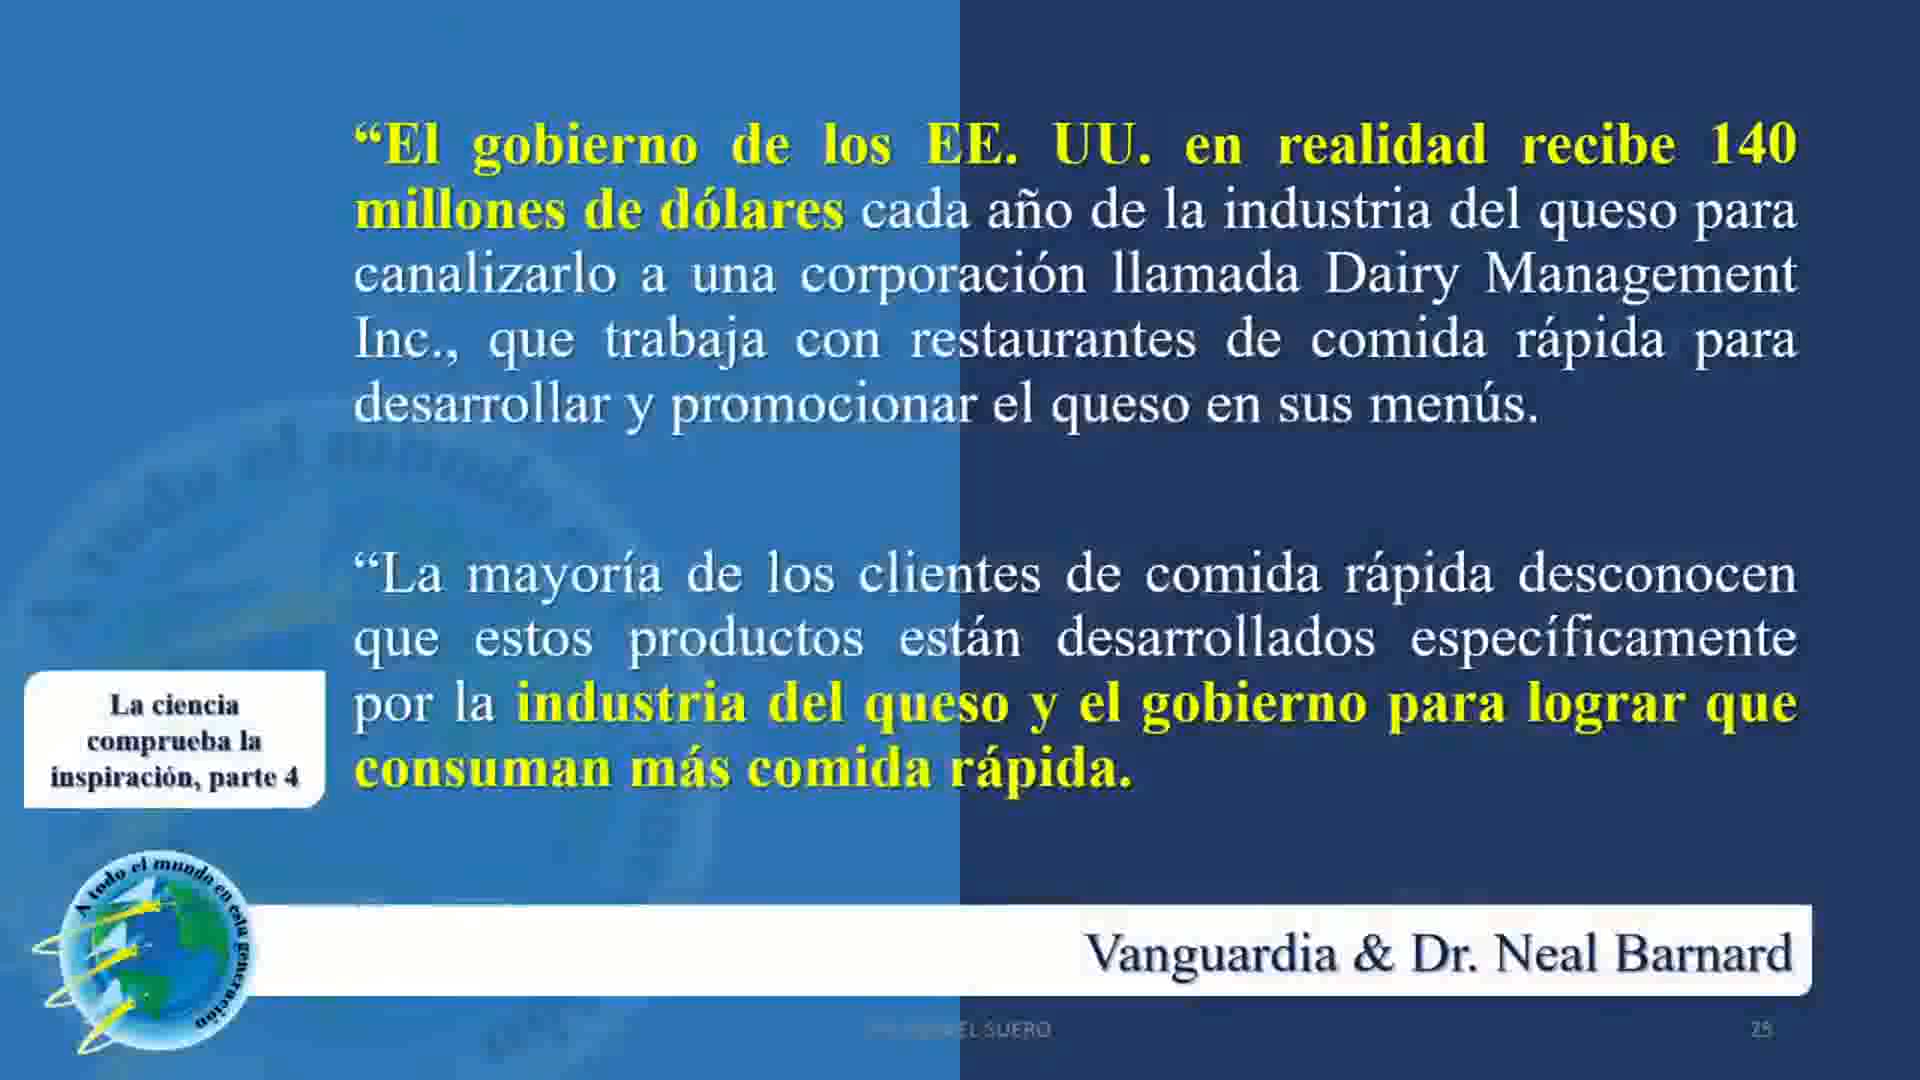 “El gobierno de los EE. UU. en realidad recibe 140
millones de dólares cada año de la industria del queso para
canalizarlo a una corporación llamada Dairy Management
Inc., que trabaja con restaurantes de comida rápida para
desarrollar y promocionar el queso en sus menús.
“La mayoría de los clientes de comida rápida desconocen
que estos productos están desarrollados específicamente
por la industria del queso y el gobierno para lograr que
consuman más comida rápida.
La ciencia
comprueba la
inspiración, parte 4
A todo el mundo en esta generación
Vanguardia & Dr. Neal Barnard
EL SUERO